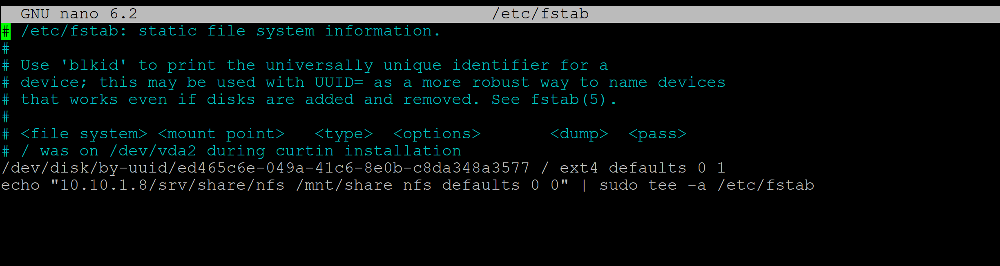 GNU nano 6.2 /etc/fstab
# /etc/fstab: static file system information.
#
# Use 'blkid' to print the universally unique identifier for a
# device; this may be used with UUID= as a more robust way to name devices
# that works even if disks are added and removed. See fstab(5).
#
# <file system> <mount point>   <type>  <options>       <dump>  <pass>
# / was on /dev/vda2 during curtin installation
/dev/disk/by-uuid/ed465c6e-049a-41c6-8e0b-c8da348a3577 / ext4 defaults 0 1
echo "10.10.1.8/srv/share/nfs /mnt/share nfs defaults 0 0" | sudo tee -a /etc/fstab